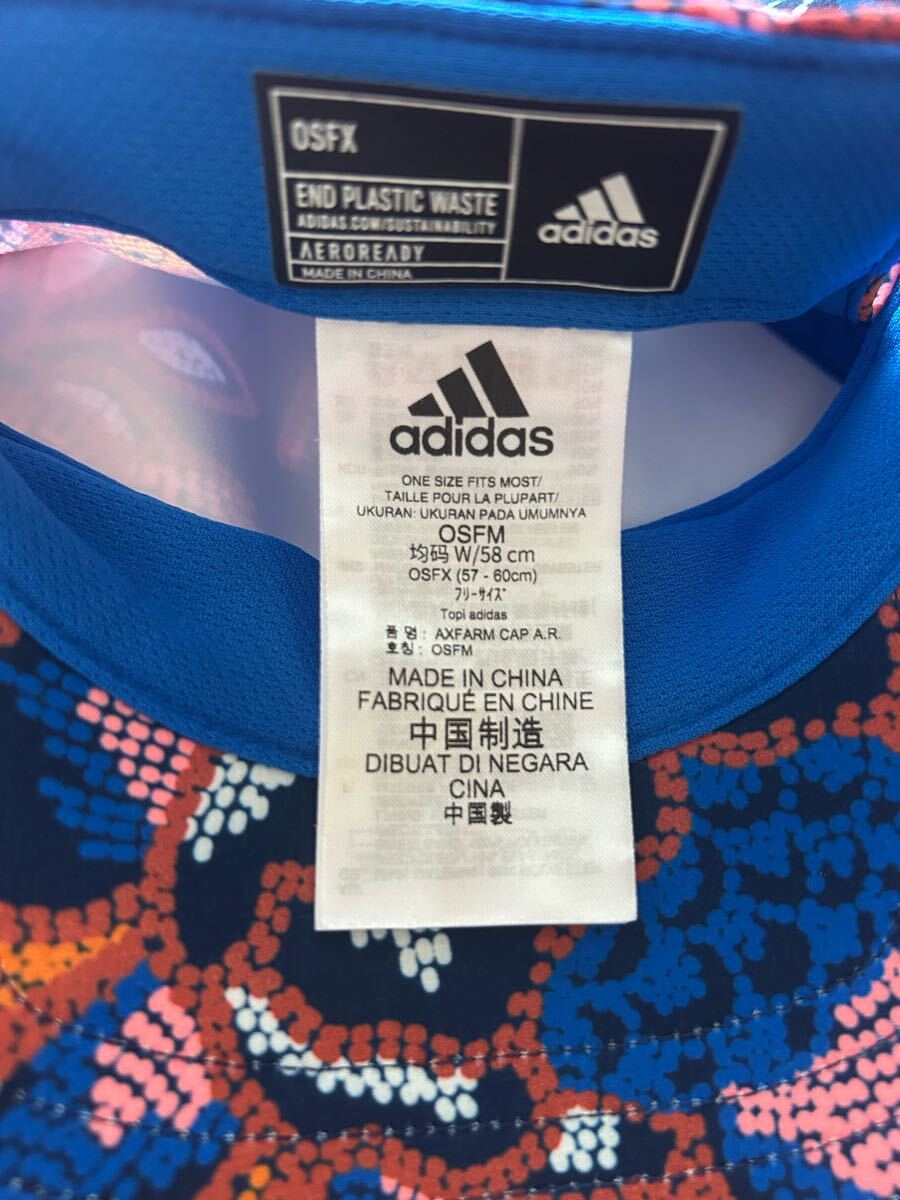 OSFX
END PLASTIC WASTE
ADIDAS.COM/SUSTAINABILITY
AEROREADY
MADE IN CHINA
adidas
adidas
ONE SIZE FITS MOST/
TAILLE POUR LA PLUPART/
UKURAN: UKURAN PADA UMUMNYA
OSFM
均码 W/58 cm
OSFX (57 - 60cm)
フリーサイズ
Topi adidas
품 명 : AXFARM CAP A.R.
호칭 : OSFM
MADE IN CHINA
FABRIQUÉ EN CHINE
中国制造
DIBUAT DI NEGARA
CINA
中国製